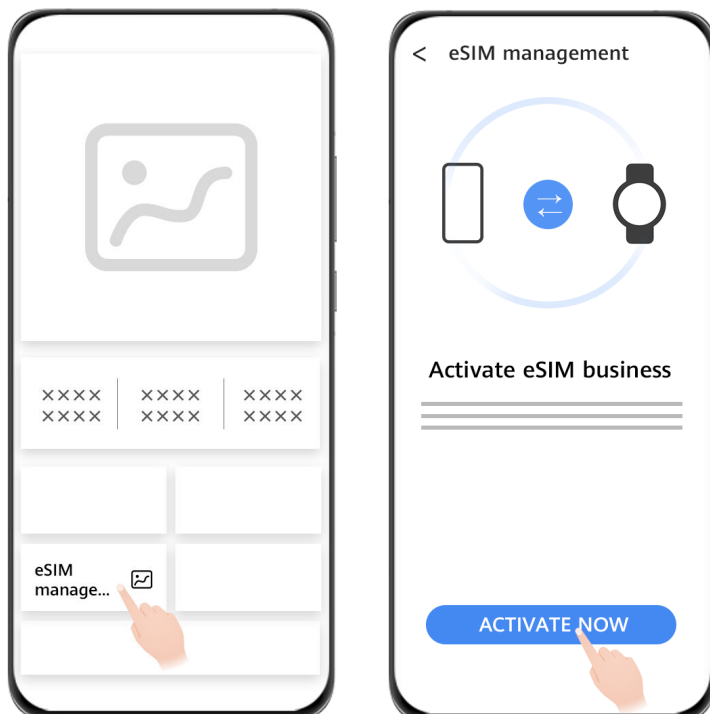 ×××× ×××× ××××
×××× ×××× ××××
eSIM
manage...
< eSIM management
Activate eSIM business
ACTIVATE NOW